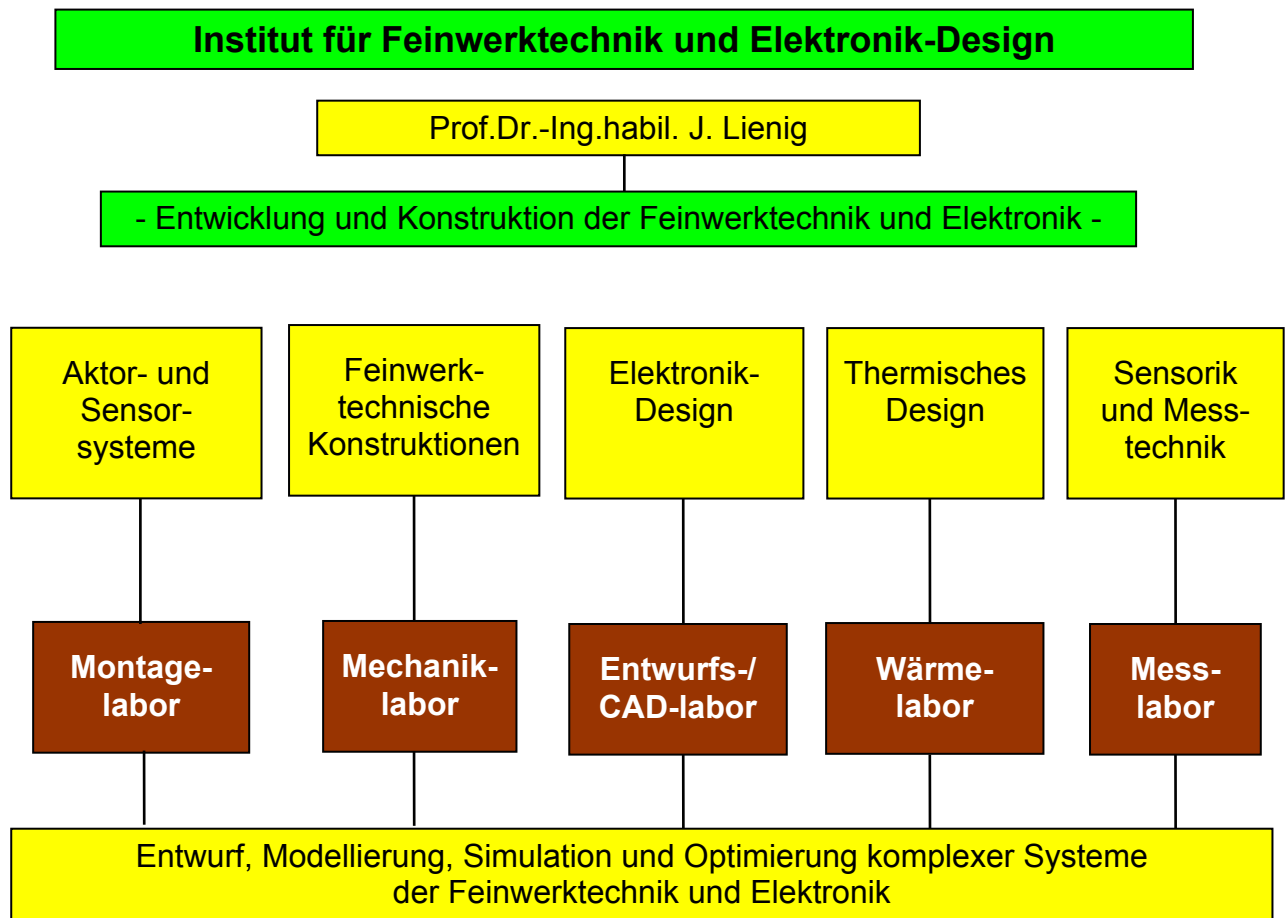 Institut für Feinwerktechnik und Elektronik-Design
Prof.Dr.-Ing.habil. J. Lienig
- Entwicklung und Konstruktion der Feinwerktechnik und Elektronik -
Aktor- und
Sensor-
systeme
Feinwerk-
technische
Konstruktionen
Elektronik-
Design
Thermisches
Design
Sensorik
und Mess-
technik
Montage-
labor
Mechanik-
labor
Entwurfs-/
CAD-labor
Wärme-
labor
Mess-
labor
Entwurf, Modellierung, Simulation und Optimierung komplexer Systeme
der Feinwerktechnik und Elektronik